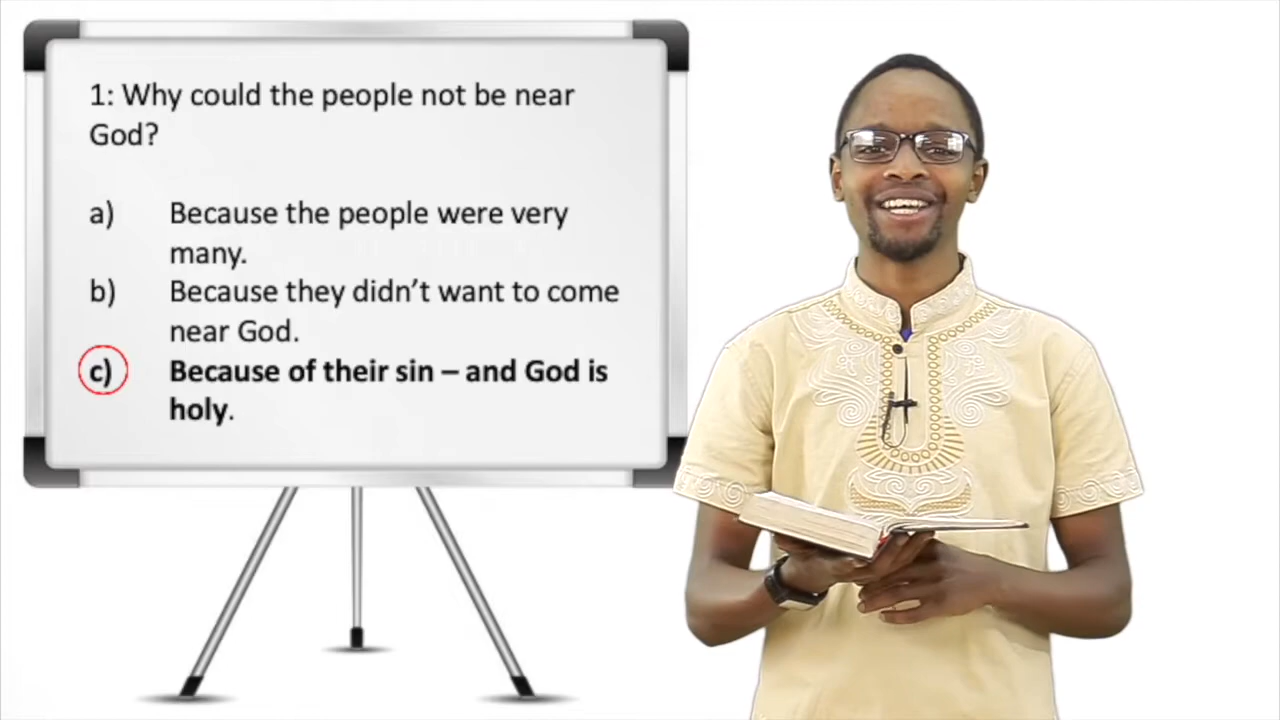 1: Why could the people not be near
God?
a) Because the people were very
many.
b) Because they didn’t want to come
near God.
c) Because of their sin – and God is
holy.